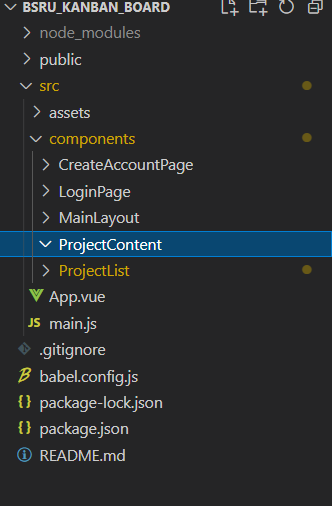 BSRU_KANBAN_BOARD
node_modules
public
src
assets
components
CreateAccountPage
LoginPage
MainLayout
ProjectContent
ProjectList
App.vue
JS main.js
.gitignore
babel.config.js
{} package-lock.json
{} package.json
README.md